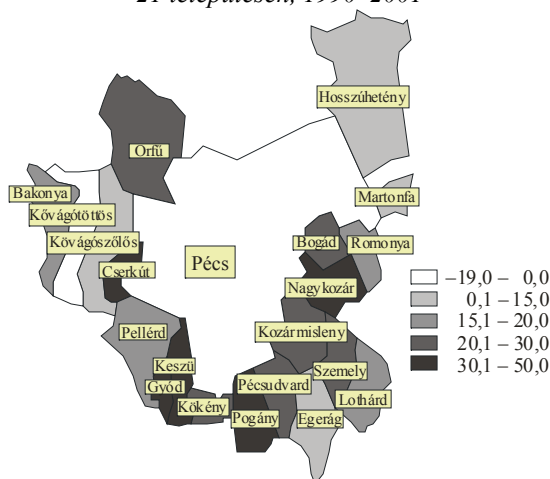 21 településén, 1990–2001
Hosszúhetény
Orfű
Bakonya
Martonfa
Kővágótöttös
Kővágószőlős
Bogád
Romonya
Cserkút
Pécs
Nagykozár
–19,0 – 0,0
0,1 – 15,0
15,1 – 20,0
20,1 – 30,0
30,1 – 50,0
Pellérd
Kozármisleny
Keszü
Szemely
Gyód
Pécsudvard
Kökény
Lothárd
Pogány
Egerág